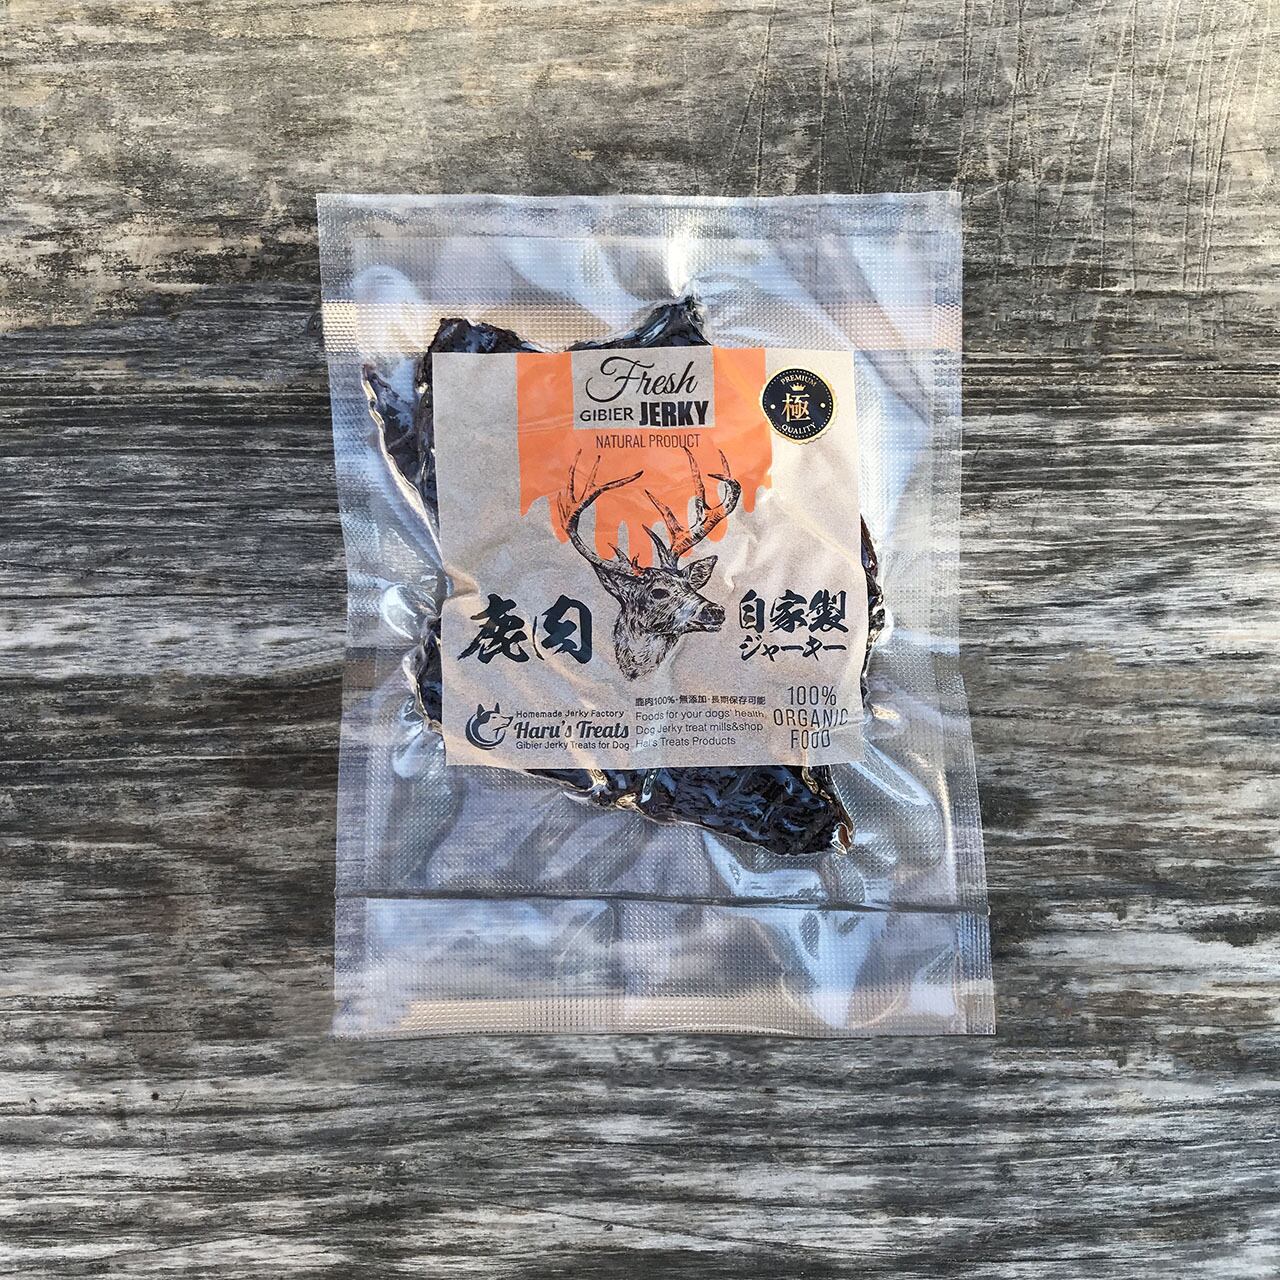 Fresh
GIBIER JERKY
NATURAL PRODUCT
PREMIUM
極
QUALITY
鹿肉
自家製
ジャーキー
鹿肉100%・無添加・長期保存可能
Foods for your dogs' health
Dog Jerky treat mills&shop
Hal's Treats Products
100%
ORGANIC
FOOD
Homemade Jerky Factory
Haru's Treats
Gibier Jerky Treats for Dog